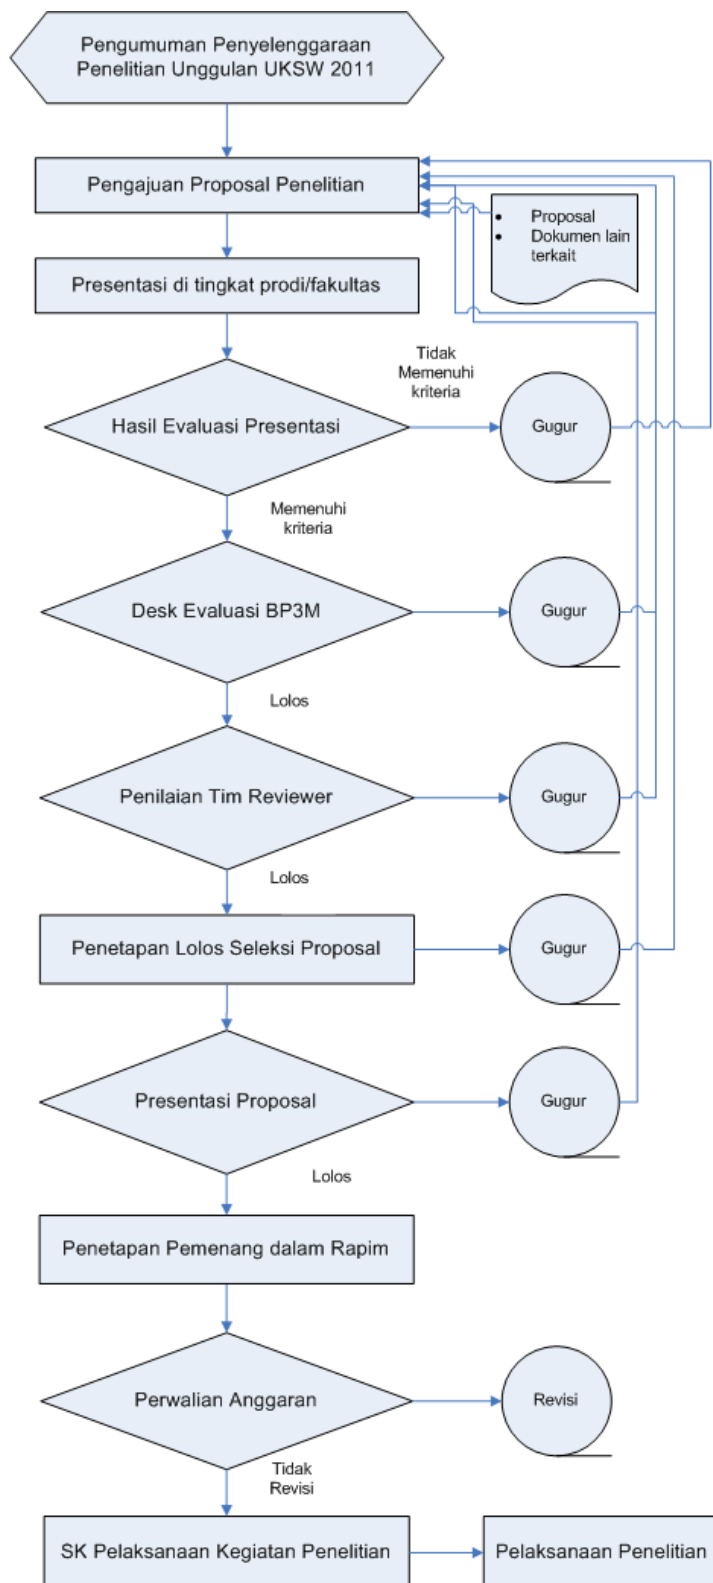 Pengumuman Penyelenggaraan
Penelitian Unggulan UKSW 2011
Pengajuan Proposal Penelitian
• Proposal
• Dokumen lain
terkait
Presentasi di tingkat prodi/fakultas
Tidak
Memenuhi
kriteria
Hasil Evaluasi Presentasi
Gugur
Memenuhi
kriteria
Desk Evaluasi BP3M
Gugur
Lolos
Penilaian Tim Reviewer
Gugur
Lolos
Penetapan Lolos Seleksi Proposal
Gugur
Presentasi Proposal
Gugur
Lolos
Penetapan Pemenang dalam Rapim
Perwalian Anggaran
Revisi
Tidak
Revisi
SK Pelaksanaan Kegiatan Penelitian
Pelaksanaan Penelitian